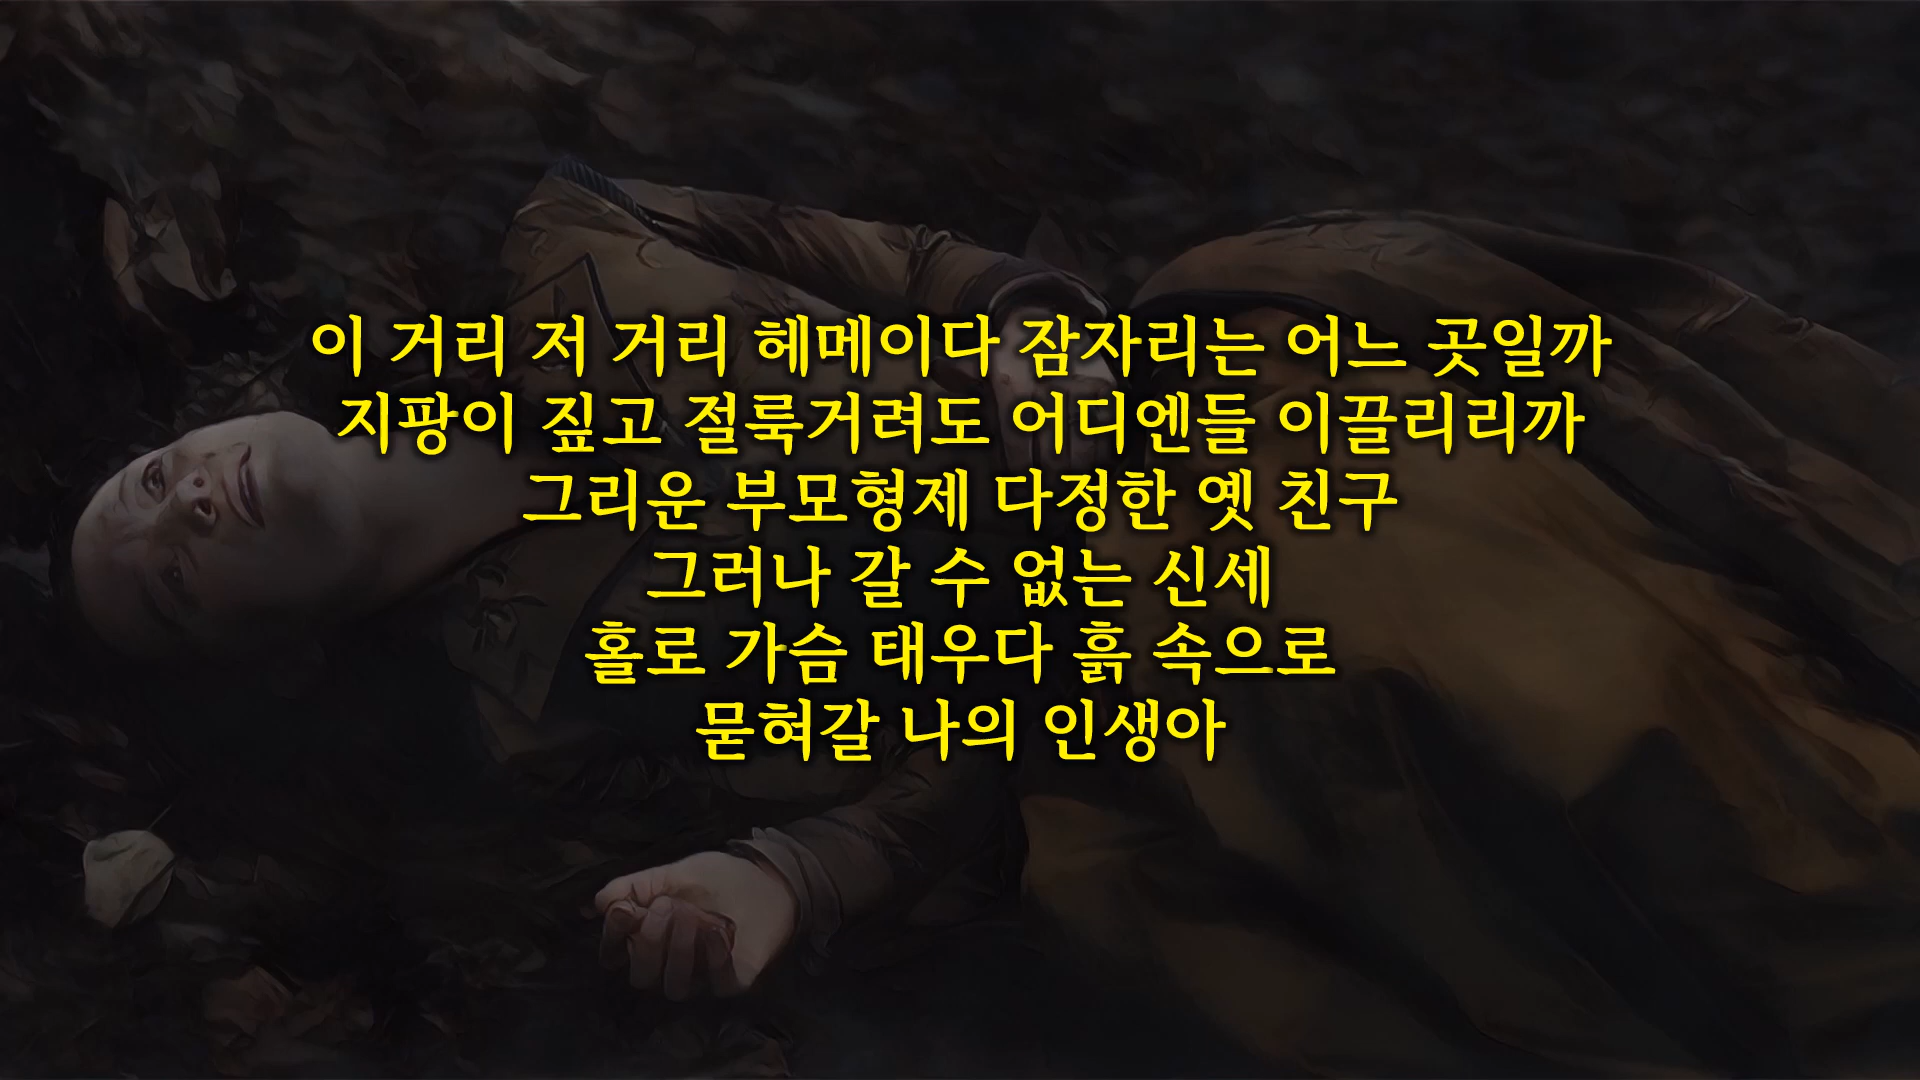 이 거리 저 거리 헤메이다 잠자리는 어느 곳일까
지팡이 짚고 절룩거려도 어디엔들 이끌리리까
그리운 부모형제 다정한 옛 친구
그러나 갈 수 없는 신세
홀로 가슴 태우다 흙 속으로
묻혀갈 나의 인생아